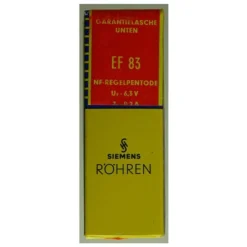 GARANTIELASCHE
UNTEN
EF 83
NF-REGELPENTODE
Uf = 6,3 V
SIEMENS
RÖHREN